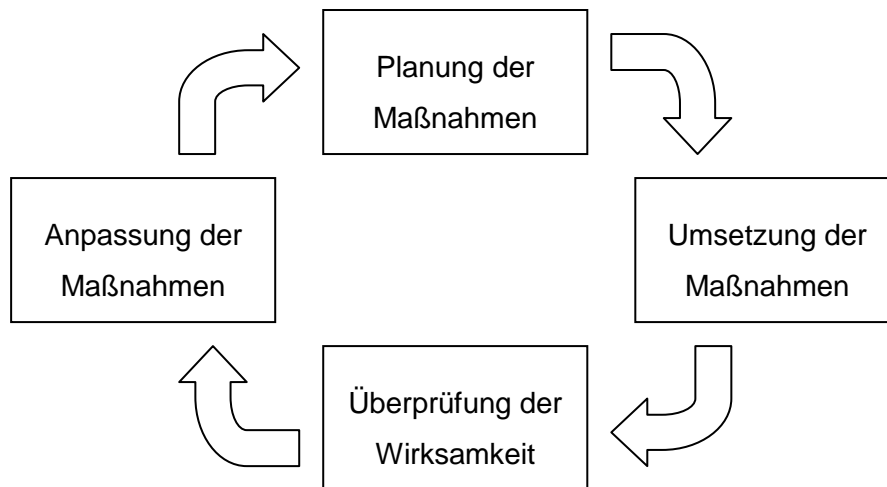 Planung der
Maßnahmen
Anpassung der
Maßnahmen
Umsetzung der
Maßnahmen
Überprüfung der
Wirksamkeit